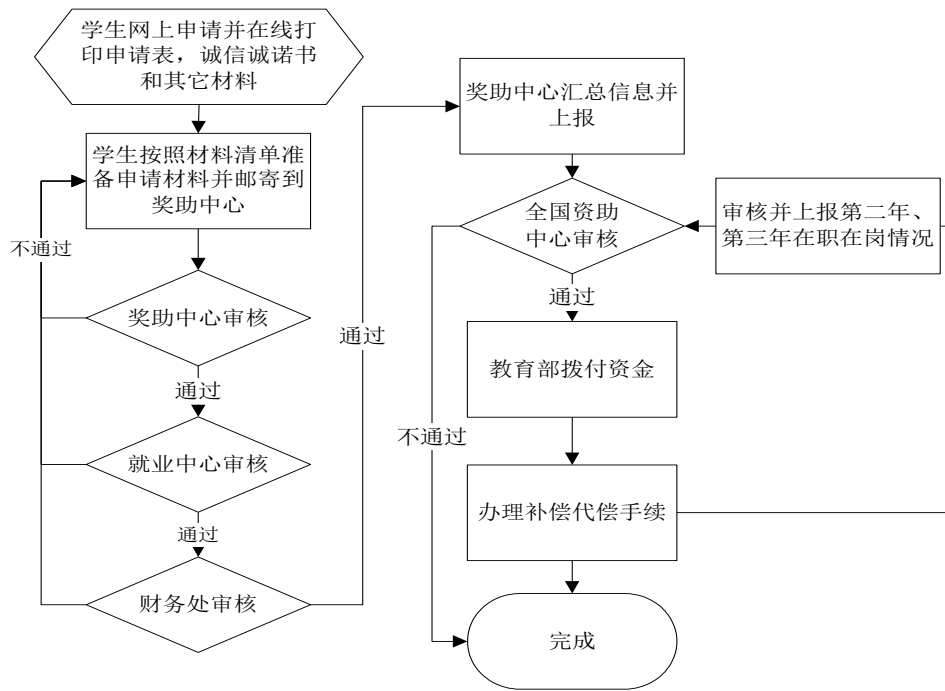 学生网上申请并在线打
印申请表，诚信诚诺书
和其它材料
学生按照材料清单准
备申请材料并邮寄到
奖助中心
不通过
奖助中心审核
通过
就业中心审核
通过
财务处审核
通过
奖助中心汇总信息并
上报
全国资助
中心审核
审核并上报第二年、
第三年在职在岗情况
通过
教育部拨付资金
不通过
办理补偿代偿手续
完成